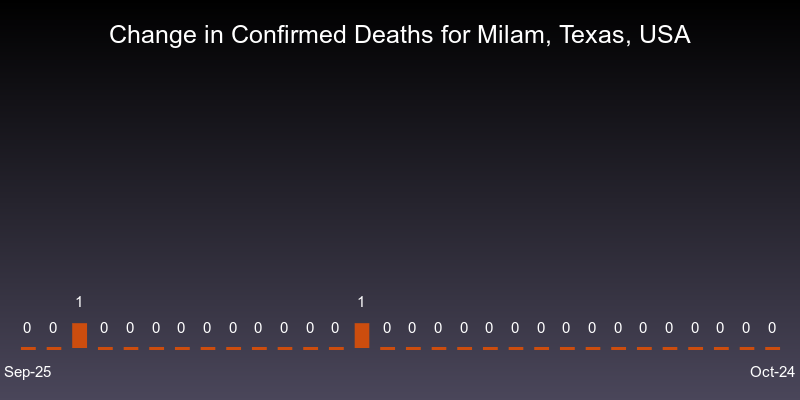 Change in Confirmed Deaths for Milam, Texas, USA
1 1
0 0 0 0 0 0 0 0 0 0 0 0 0 0 0 0 0 0 0 0 0 0 0 0 0 0 0 0
Sep-25 Oct-24